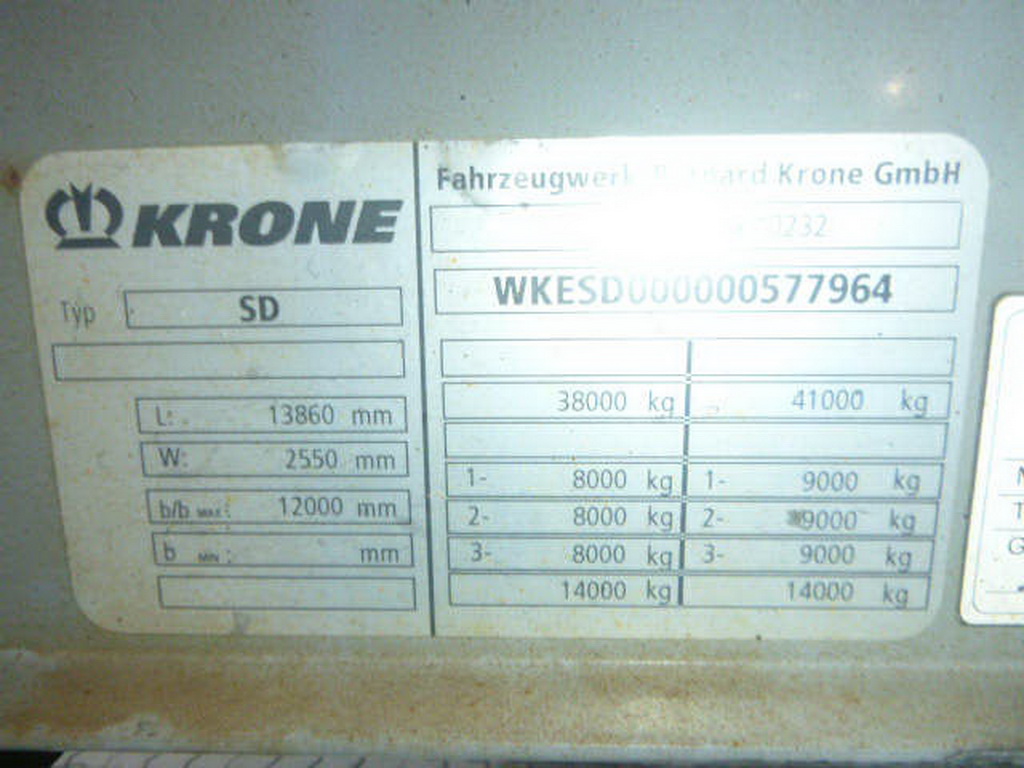 KRONE
Typ SD
L: 13860 mm
W: 2550 mm
b/b MAX: 12000 mm
b MIN: mm
Fahrzeugwerk Krone GmbH
0232
WKESD000000577964
38000 kg 41000 kg
1- 8000 kg 1- 9000 kg
2- 8000 kg 2- 9000 kg
3- 8000 kg 3- 9000 kg
14000 kg 14000 kg
N
T
G